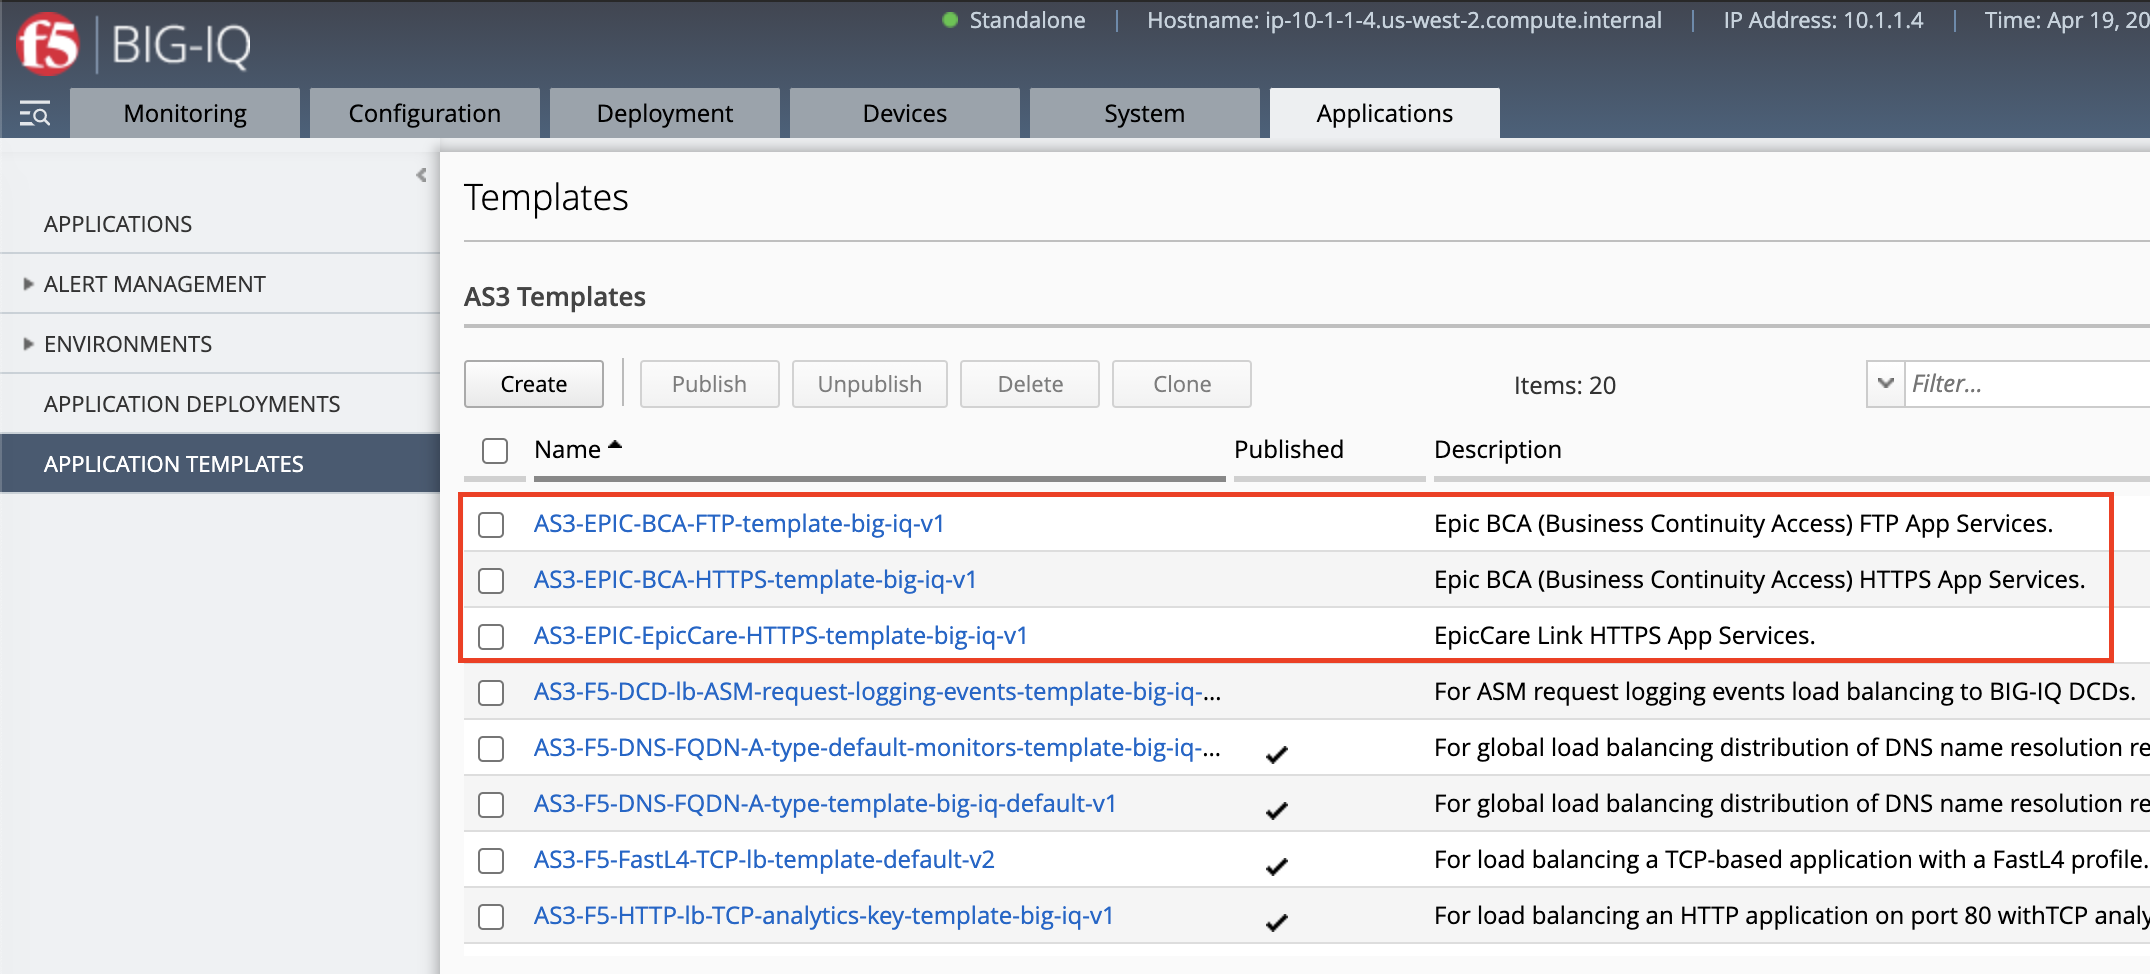 Standalone | Hostname: ip-10-1-1-4.us-west-2.compute.internal | IP Address: 10.1.1.4 | Time: Apr 19, 20
f5 | BIG-IQ
Monitoring Configuration Deployment Devices System Applications
APPLICATIONS
ALERT MANAGEMENT
ENVIRONMENTS
APPLICATION DEPLOYMENTS
APPLICATION TEMPLATES
Templates
AS3 Templates
Create Publish Unpublish Delete Clone Items: 20 Filter...
Name Published Description
AS3-EPIC-BCA-FTP-template-big-iq-v1 Epic BCA (Business Continuity Access) FTP App Services.
AS3-EPIC-BCA-HTTPS-template-big-iq-v1 Epic BCA (Business Continuity Access) HTTPS App Services.
AS3-EPIC-EpicCare-HTTPS-template-big-iq-v1 EpicCare Link HTTPS App Services.
AS3-F5-DCD-lb-ASM-request-logging-events-template-big-iq-... For ASM request logging events load balancing to BIG-IQ DCDs.
AS3-F5-DNS-FQDN-A-type-default-monitors-template-big-iq-... For global load balancing distribution of DNS name resolution re
AS3-F5-DNS-FQDN-A-type-template-big-iq-default-v1 For global load balancing distribution of DNS name resolution re
AS3-F5-FastL4-TCP-lb-template-default-v2 For load balancing a TCP-based application with a FastL4 profile.
AS3-F5-HTTP-lb-TCP-analytics-key-template-big-iq-v1 For load balancing an HTTP application on port 80 withTCP analy